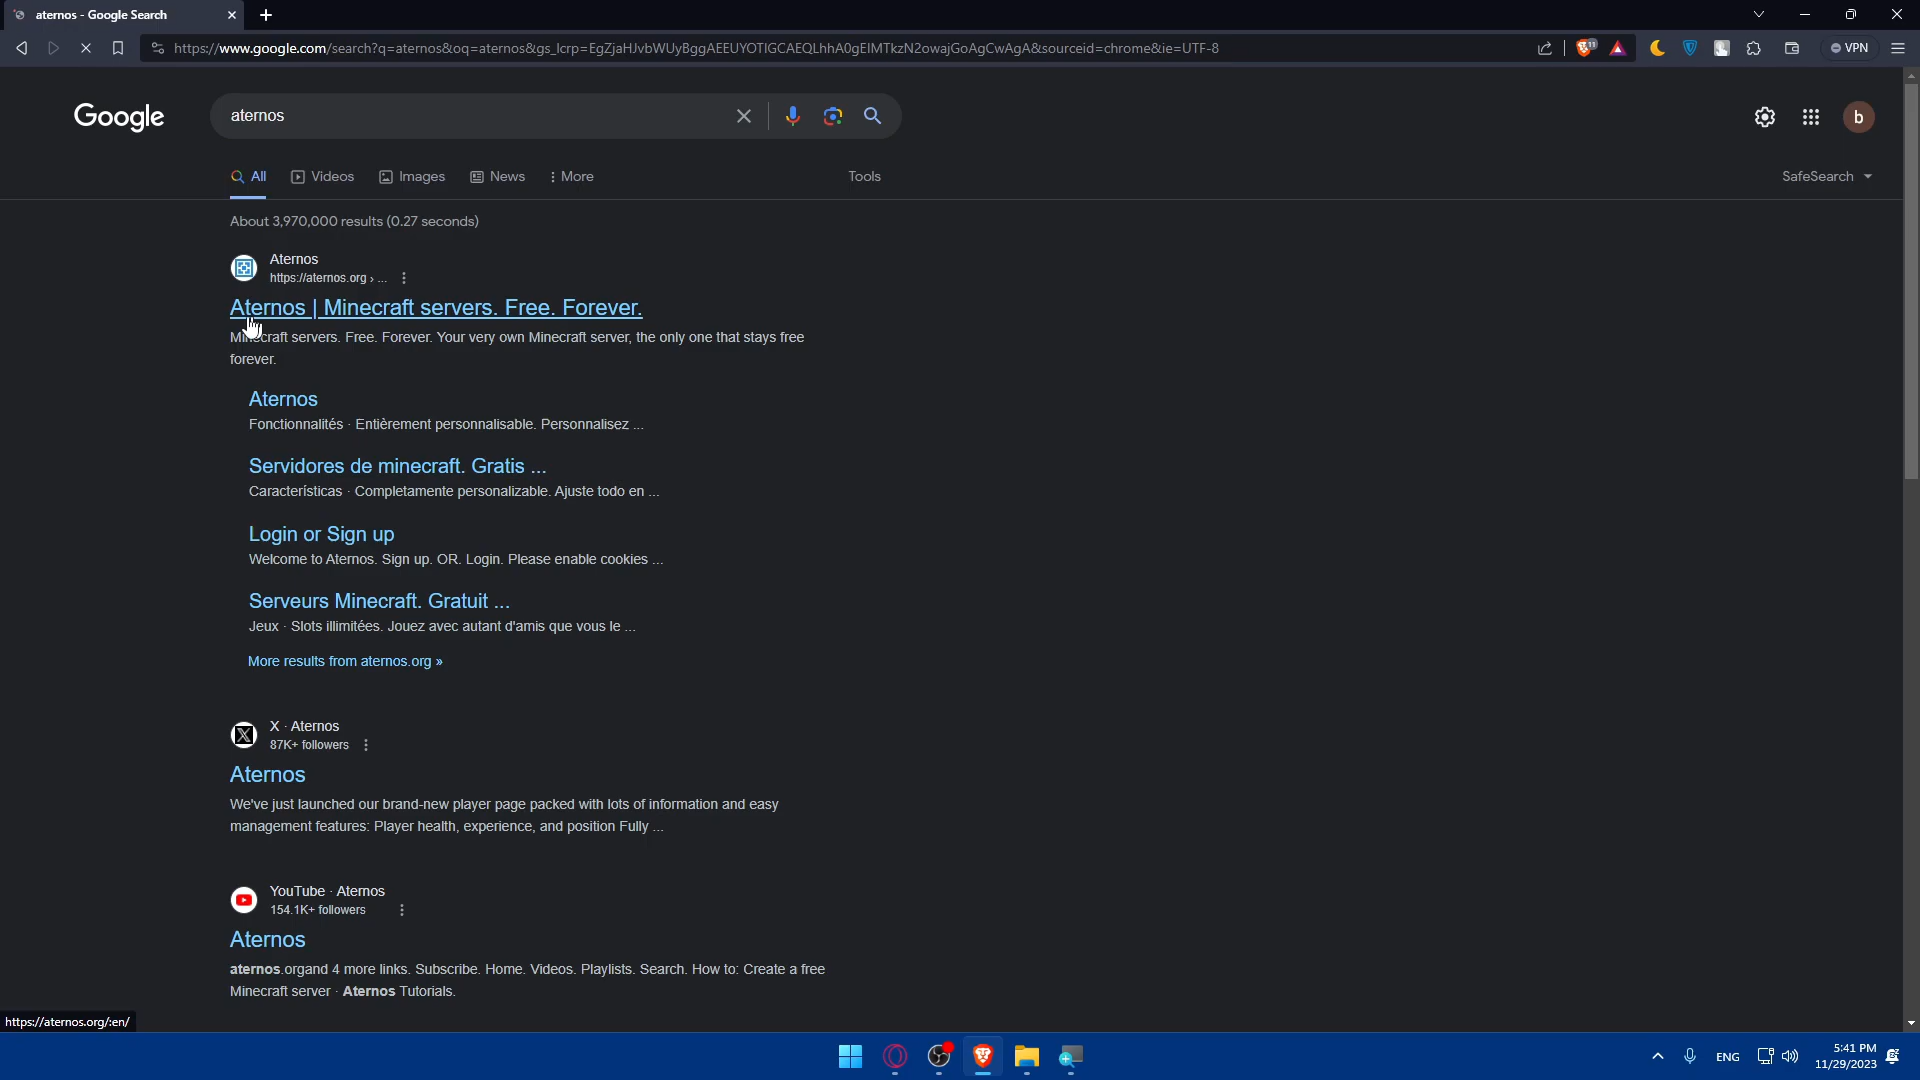 aternos - Google Search
https://www.google.com/search?q=aternos&oq=aternos&gs_lcrp=EgZjaHJvbWUyBggAEEUYOTIGCAEQLhhA0gEIMTkzN2owajGoAgCwAgA&sourceid=chrome&ie=UTF-8
11
VPN
Google
aternos
b
All
Videos
Images
News
More
Tools
SafeSearch
About 3,970,000 results (0.27 seconds)
Aternos
https://aternos.org › ...
Aternos | Minecraft servers. Free. Forever.
Minecraft servers. Free. Forever. Your very own Minecraft server, the only one that stays free
forever.
Aternos
Fonctionnalités · Entièrement personnalisable. Personnalisez ...
Servidores de minecraft. Gratis ...
Características · Completamente personalizable. Ajuste todo en ...
Login or Sign up
Welcome to Aternos. Sign up. OR. Login. Please enable cookies ...
Serveurs Minecraft. Gratuit ...
Jeux · Slots illimitées. Jouez avec autant d'amis que vous le ...
More results from aternos.org »
X · Aternos
87K+ followers
Aternos
We've just launched our brand-new player page packed with lots of information and easy
management features: Player health, experience, and position Fully ...
YouTube · Aternos
154.1K+ followers
Aternos
aternos.organd 4 more links. Subscribe. Home. Videos. Playlists. Search. How to: Create a free
Minecraft server · Aternos Tutorials.
https://aternos.org/:en/
ENG
5:41 PM
11/29/2023